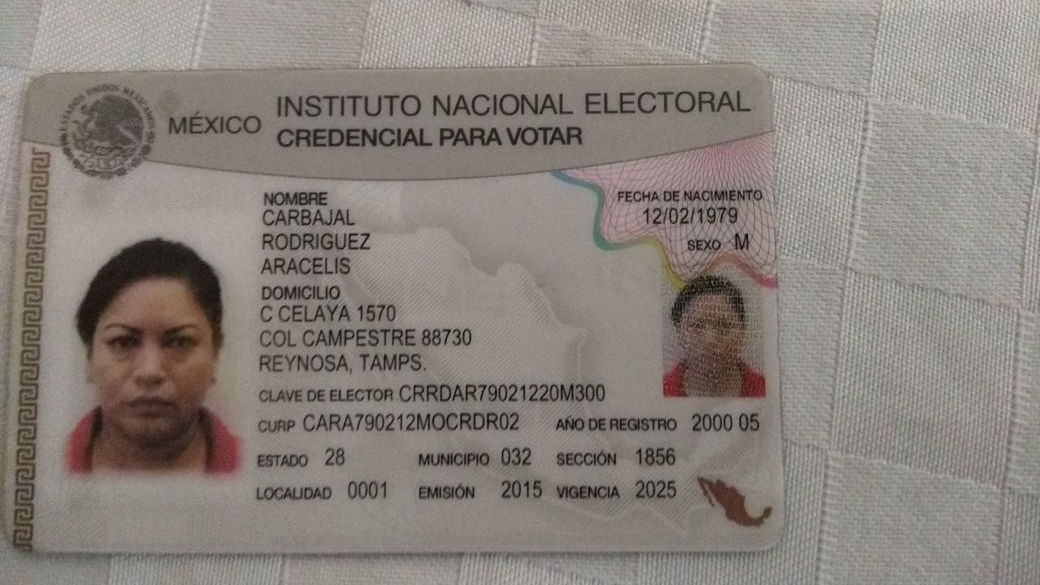 ESTADOS UNIDOS MEXICANOS
MÉXICO
INSTITUTO NACIONAL ELECTORAL
CREDENCIAL PARA VOTAR
NOMBRE
CARBAJAL
RODRIGUEZ
ARACELIS
FECHA DE NACIMIENTO
12/02/1979
SEXO M
DOMICILIO
C CELAYA 1570
COL CAMPESTRE 88730
REYNOSA, TAMPS.
CLAVE DE ELECTOR CRRDAR79021220M300
CURP CARA790212MOCRDR02 AÑO DE REGISTRO 2000 05
ESTADO 28 MUNICIPIO 032 SECCIÓN 1856
LOCALIDAD 0001 EMISIÓN 2015 VIGENCIA 2025